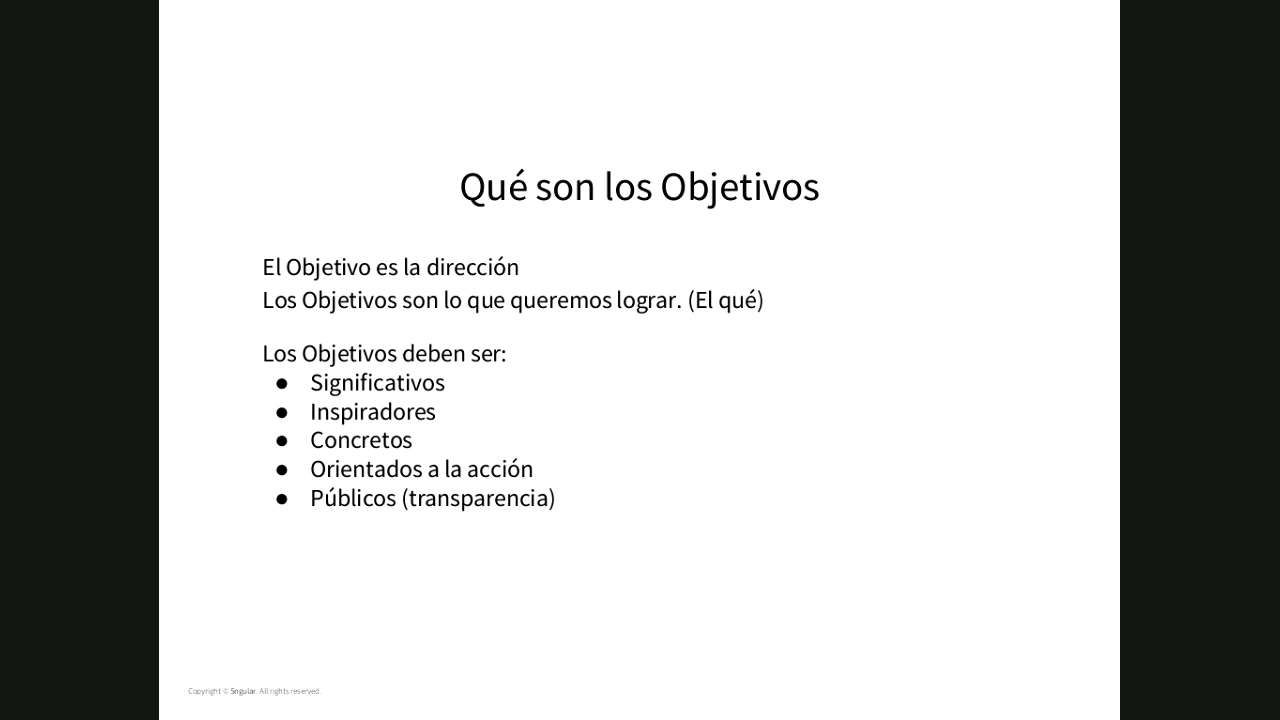 Qué son los Objetivos
El Objetivo es la dirección
Los Objetivos son lo que queremos lograr. (El qué)
Los Objetivos deben ser:
● Significativos
● Inspiradores
● Concretos
● Orientados a la acción
● Públicos (transparencia)
Copyright © Sngular. All rights reserved.